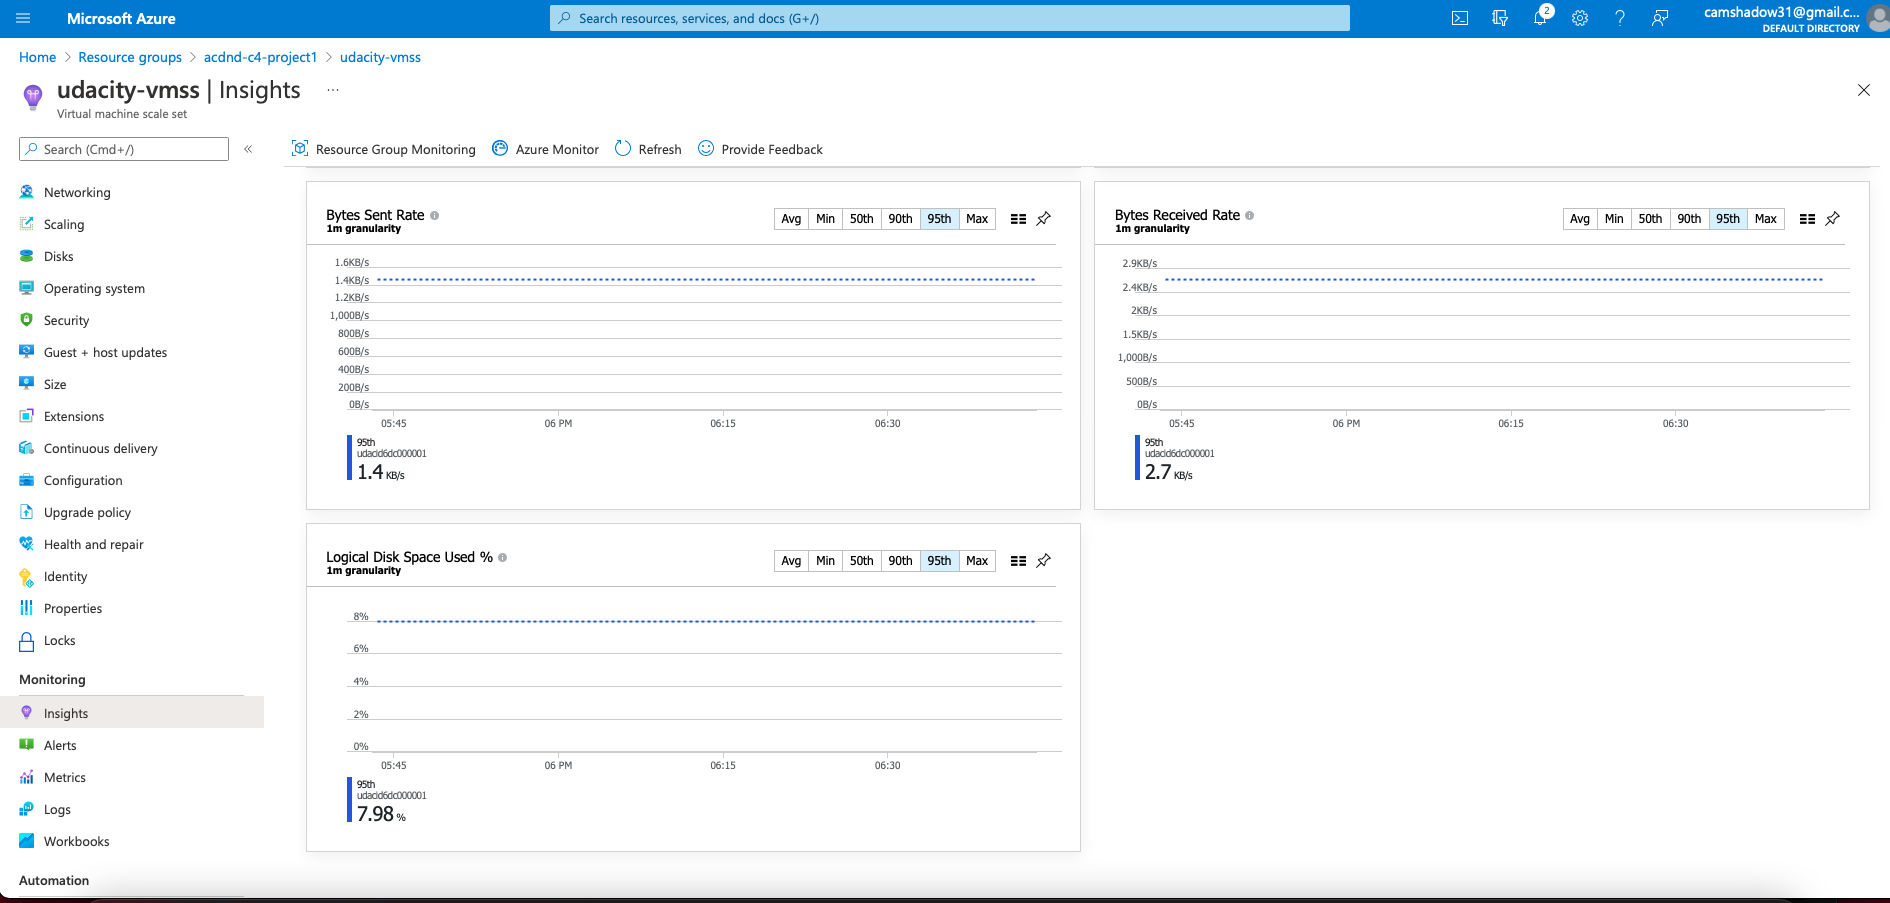 Microsoft Azure
Search resources, services, and docs (G+/)
2
camshadow31@gmail.c...
DEFAULT DIRECTORY
Home > Resource groups > acdnd-c4-project1 > udacity-vmss
udacity-vmss | Insights ...
Virtual machine scale set
Search (Cmd+/)
«
Resource Group Monitoring
Azure Monitor
Refresh
Provide Feedback
Networking
Scaling
Disks
Operating system
Security
Guest + host updates
Size
Extensions
Continuous delivery
Configuration
Upgrade policy
Health and repair
Identity
Properties
Locks
Monitoring
Insights
Alerts
Metrics
Logs
Workbooks
Automation
Bytes Sent Rate
1m granularity
Avg Min 50th 90th 95th Max
1.6KB/s
1.4KB/s
1.2KB/s
1,000B/s
800B/s
600B/s
400B/s
200B/s
0B/s
05:45 06 PM 06:15 06:30
95th
udacid6dc000001
1.4 KB/s
Bytes Received Rate
1m granularity
Avg Min 50th 90th 95th Max
2.9KB/s
2.4KB/s
2KB/s
1.5KB/s
1,000B/s
500B/s
0B/s
05:45 06 PM 06:15 06:30
95th
udacid6dc000001
2.7 KB/s
Logical Disk Space Used %
1m granularity
Avg Min 50th 90th 95th Max
8%
6%
4%
2%
0%
05:45 06 PM 06:15 06:30
95th
udacid6dc000001
7.98 %